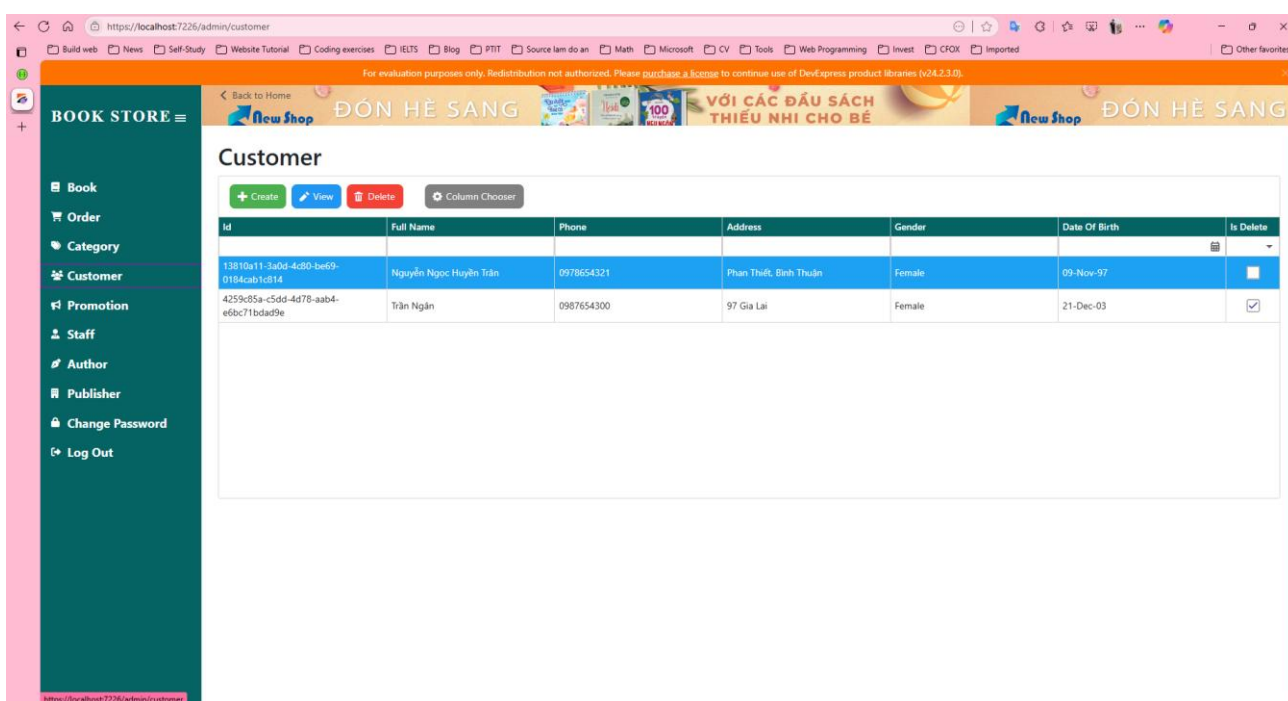 https://localhost:7226/admin/customer
Build web News Self-Study Website Tutorial Coding exercises IELTS Blog PTIT Source lam do an Math Microsoft CV Tools Web Programming Invest CFOX Imported Other favorites
For evaluation purposes only. Redistribution not authorized. Please purchase a license to continue use of DevExpress product libraries (v24.2.3.0).
BOOK STORE
Back to Home
New Shop ĐÓN HÈ SANG 100 VỚI CÁC ĐẦU SÁCH
THIẾU NHI CHO BÉ
New Shop ĐÓN HÈ SANG
Book
Order
Category
Customer
Promotion
Staff
Author
Publisher
Change Password
Log Out
Customer
Create View Delete Column Chooser
Id Full Name Phone Address Gender Date Of Birth Is Delete
13810a11-3a0d-4c80-be69-
0184cab1c814 Nguyễn Ngọc Huyền Trân 0978654321 Phan Thiết, Bình Thuận Female 09-Nov-97
4259c85a-c5dd-4d78-aab4-
e6bc71bdad9e Trần Ngân 0987654300 97 Gia Lai Female 21-Dec-03
https://localhost:7226/admin/customer